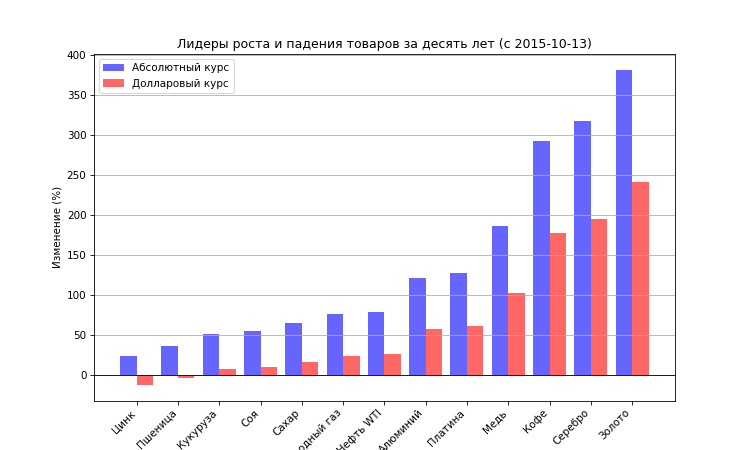 Лидеры роста и падения товаров за десять лет (с 2015-10-13)
Абсолютный курс
Долларовый курс
Изменение (%)
400
350
300
250
200
150
100
50
0
Цинк
Пшеница
Кукуруза
Соя
Сахар
одный газ
Нефть WTI
Алюминий
Платина
Медь
Кофе
Серебро
Золото